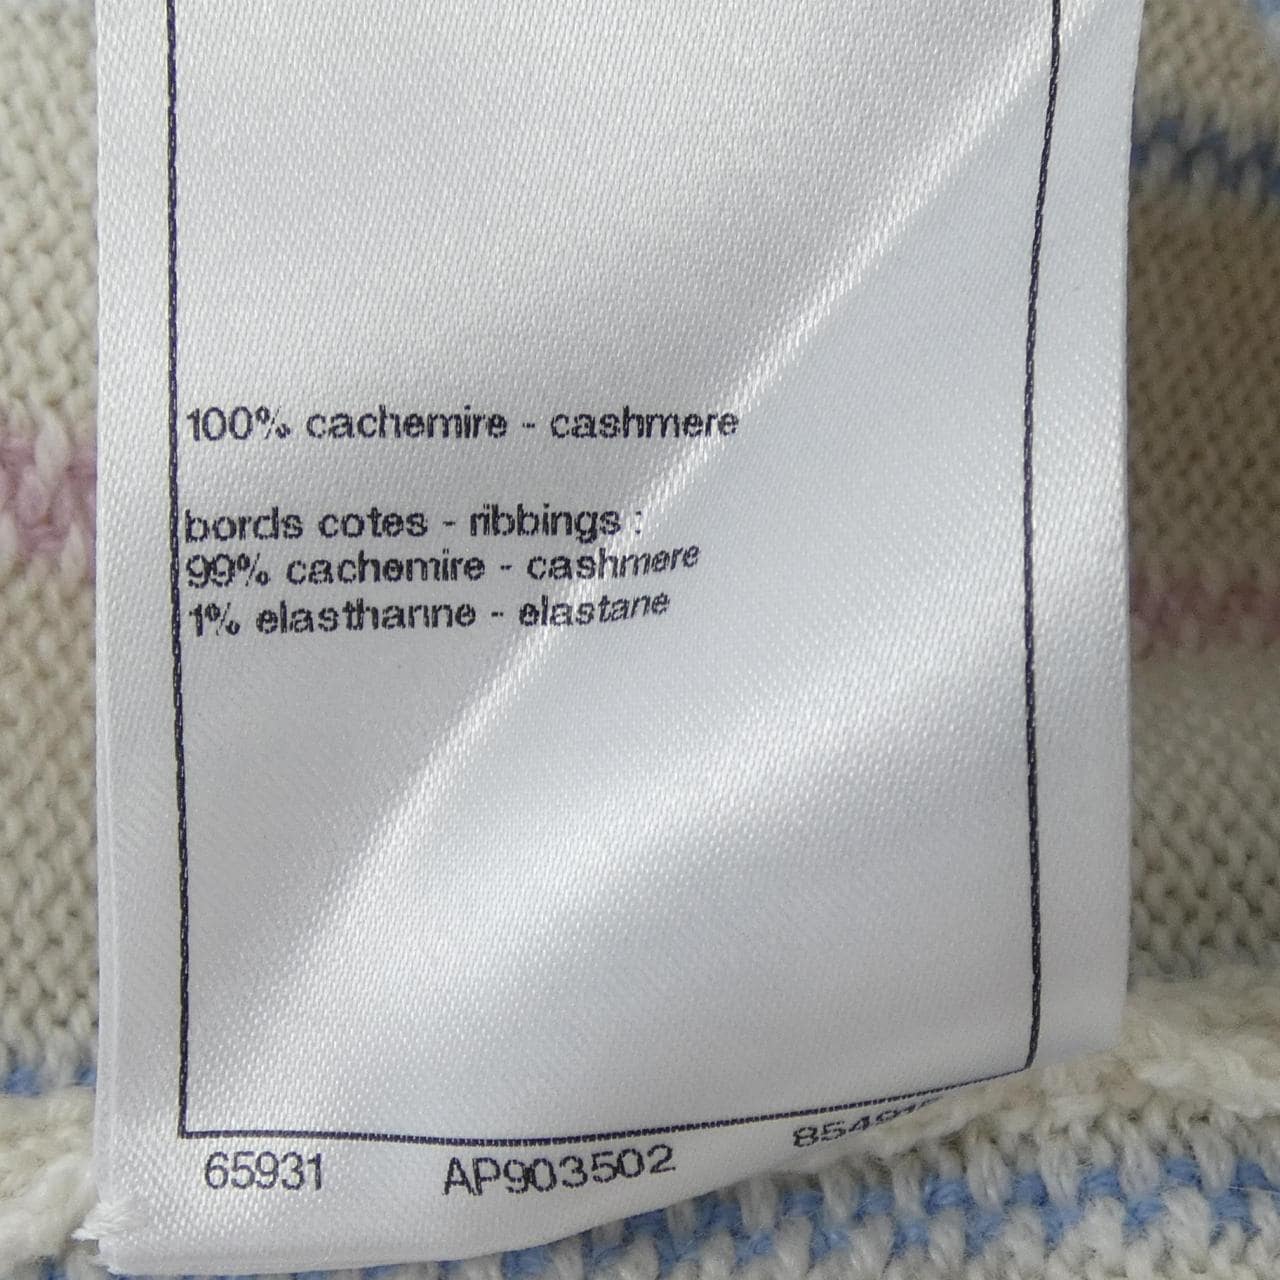 100% cachemire - cashmere
bords cotes - ribbings :
99% cachemire - cashmere
1% elasthanne - elastane
65931 AP903502